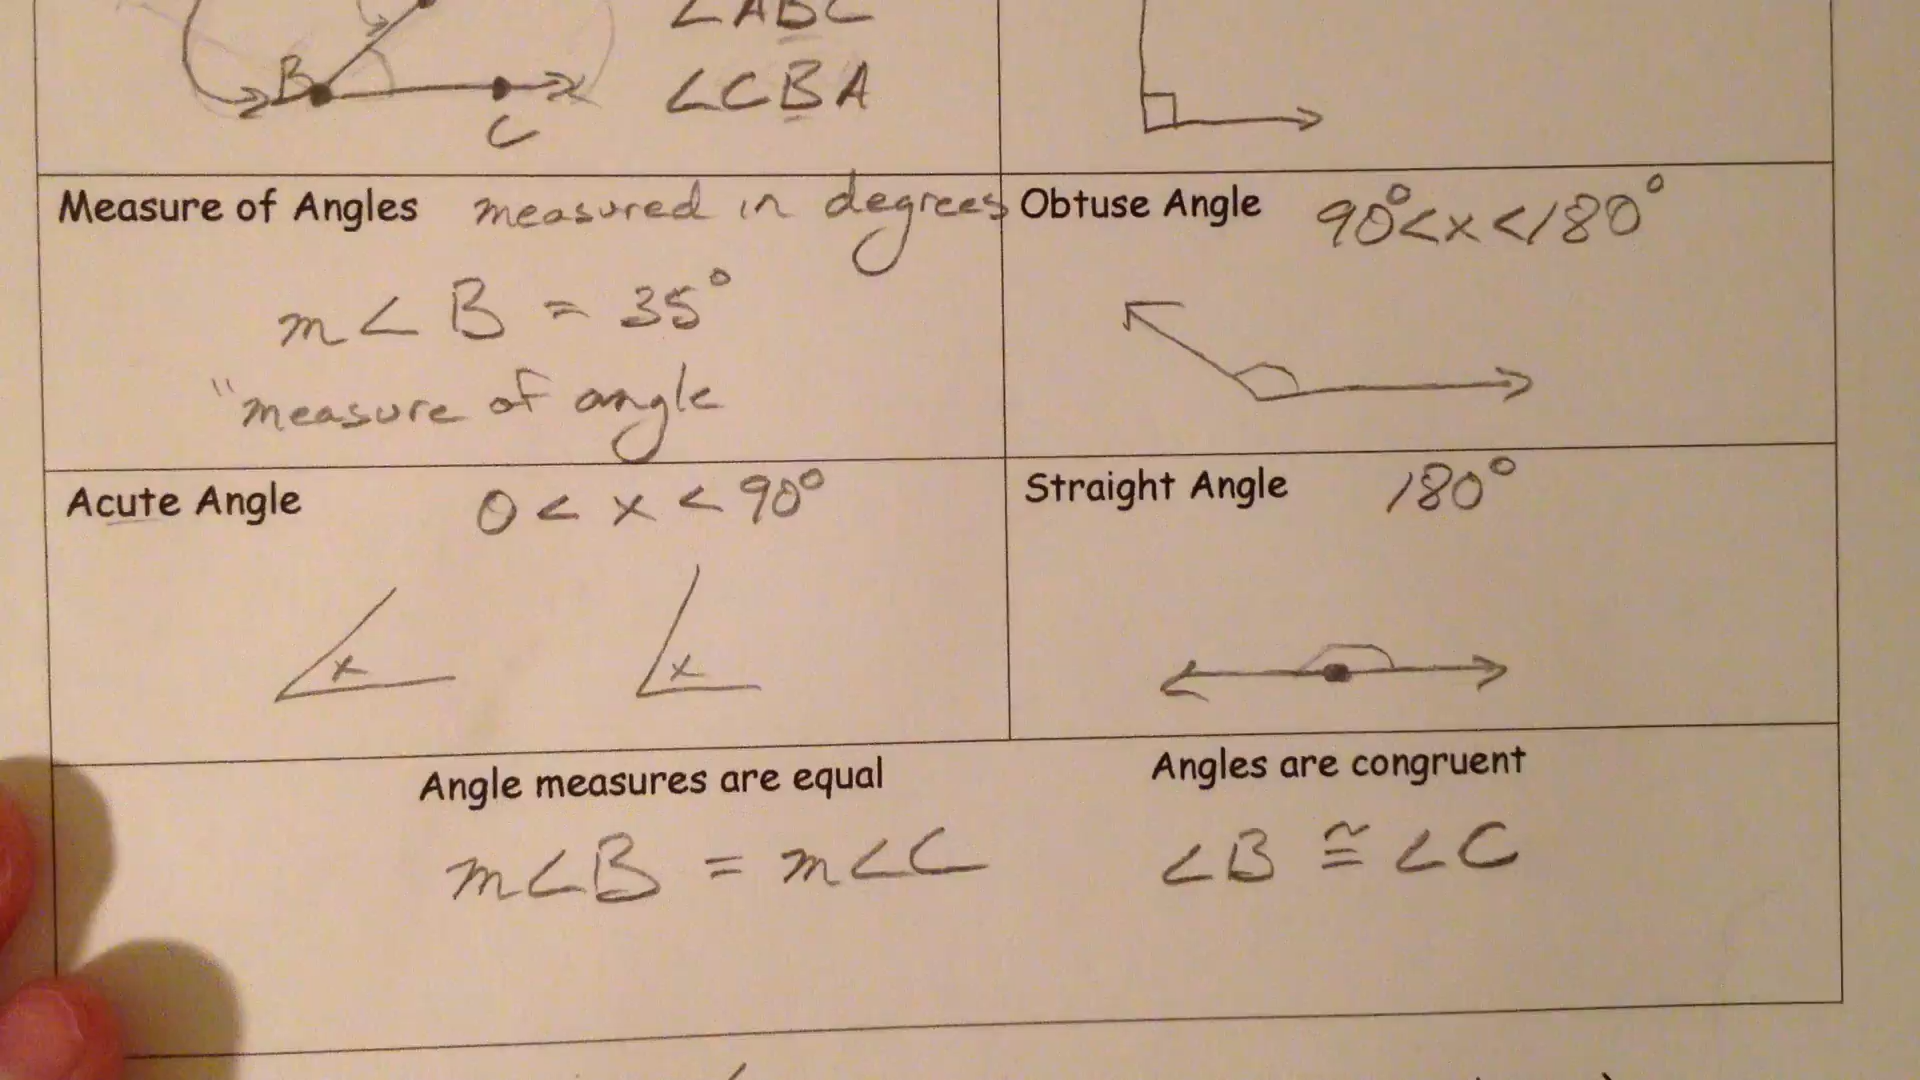 ∠ABC
B
∠CBA
C
Measure of Angles measured in degrees
m∠B = 35°
"measure of angle
Obtuse Angle 90°<x<180°
Acute Angle 0 < x < 90°
x x
Straight Angle 180°
Angle measures are equal
m∠B = m∠C
Angles are congruent
∠B ≅ ∠C